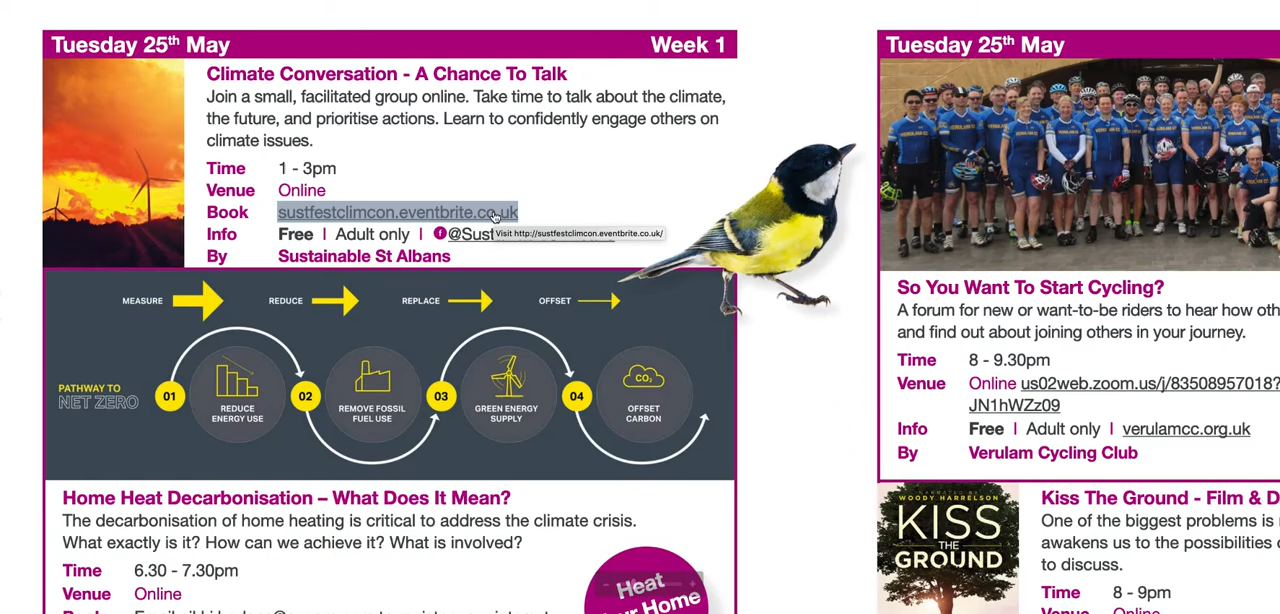 Tuesday 25th May
Week 1
Climate Conversation - A Chance To Talk
Join a small, facilitated group online. Take time to talk about the climate,
the future, and prioritise actions. Learn to confidently engage others on
climate issues.
Time 1 - 3pm
Venue Online
Book sustfestclimcon.eventbrite.co.uk
Info Free | Adult only | @Sust
Visit http://sustfestclimcon.eventbrite.co.uk/
By Sustainable St Albans
MEASURE REDUCE REPLACE OFFSET
PATHWAY TO
NET ZERO
01
REDUCE
ENERGY USE
02
REMOVE FOSSIL
FUEL USE
03
GREEN ENERGY
SUPPLY
04
CO2
OFFSET
CARBON
Home Heat Decarbonisation – What Does It Mean?
The decarbonisation of home heating is critical to address the climate crisis.
What exactly is it? How can we achieve it? What is involved?
Time 6.30 - 7.30pm
Venue Online
Heat
Home
Tuesday 25th May
VERULAM CC
So You Want To Start Cycling?
A forum for new or want-to-be riders to hear how oth
and find out about joining others in your journey.
Time 8 - 9.30pm
Venue Online us02web.zoom.us/j/83508957018?
JN1hWZz09
Info Free | Adult only | verulamcc.org.uk
By Verulam Cycling Club
NARRATED BY
WOODY HARRELSON
KISS
THE
GROUND
Kiss The Ground - Film & D
One of the biggest problems is
awakens us to the possibilities
to discuss.
Time 8 - 9pm
Venue Online